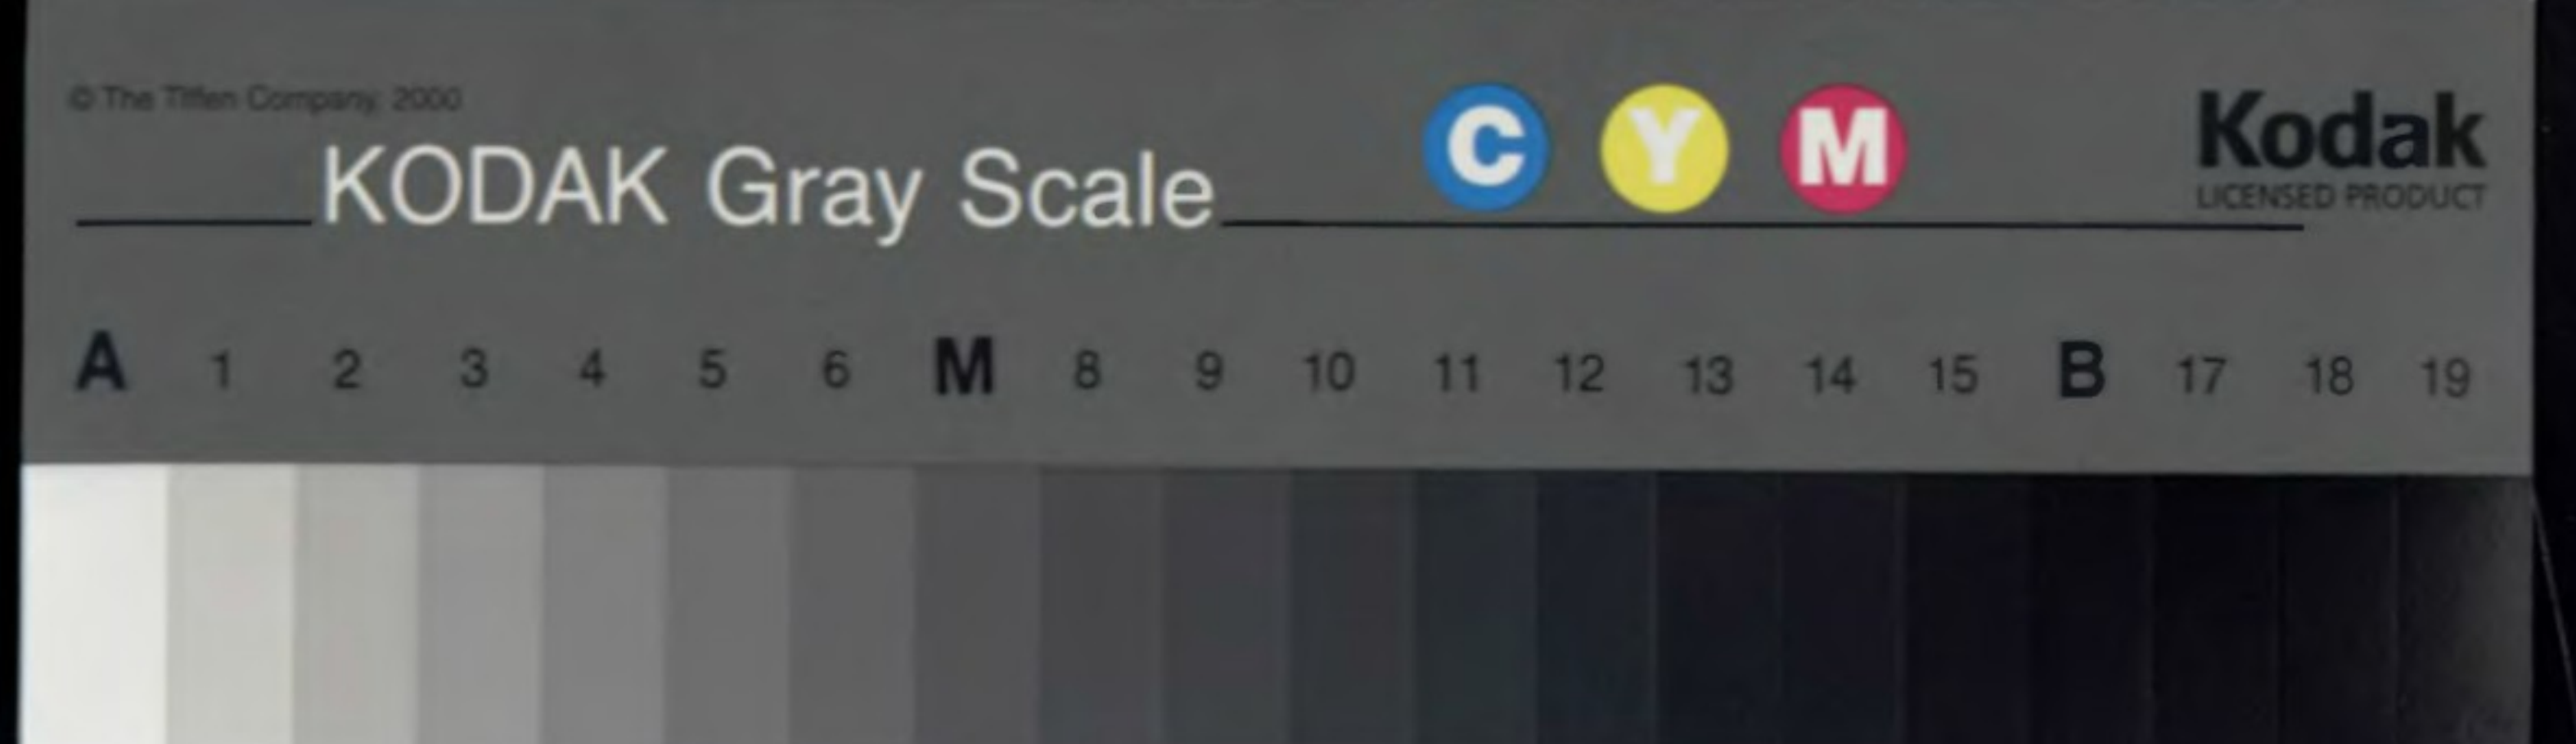 © The Tiffen Company, 2000
KODAK Gray Scale
C Y M
Kodak
LICENSED PRODUCT
A 1 2 3 4 5 6 M 8 9 10 11 12 13 14 15 B 17 18 19